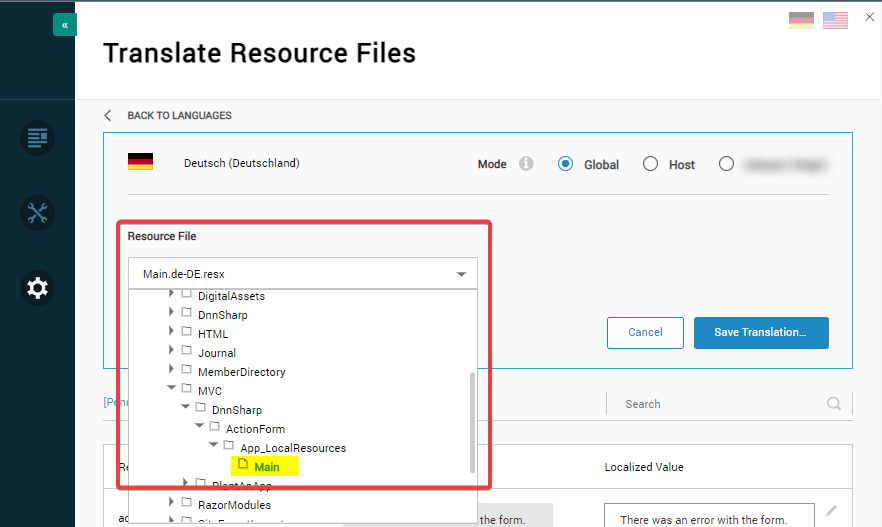 «
Translate Resource Files
BACK TO LANGUAGES
Deutsch (Deutschland)
Mode
Global
Host
Resource File
Main.de-DE.resx
DigitalAssets
DnnSharp
HTML
Journal
MemberDirectory
MVC
DnnSharp
ActionForm
App_LocalResources
Main
PlantAnApp
RazorModules
Cancel
Save Translation...
[Pen
Search
Re
Localized Value
ac
the form.
There was an error with the form.